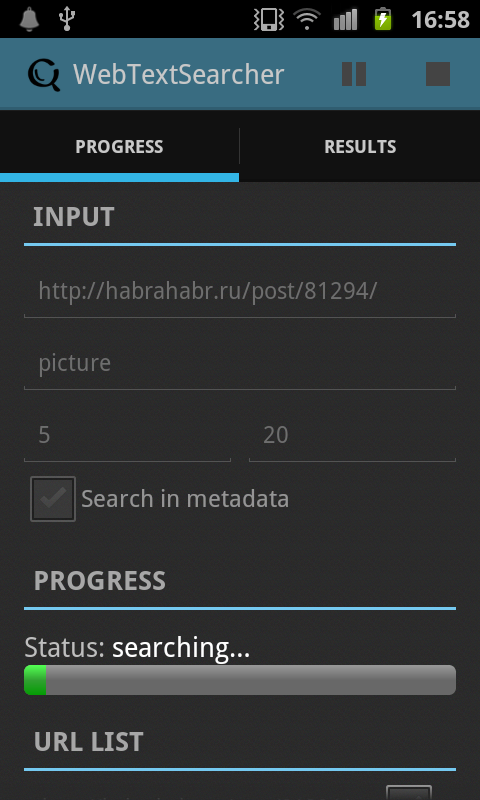 16:58
WebTextSearcher
PROGRESS RESULTS
INPUT
http://habrahabr.ru/post/81294/
picture
5 20
Search in metadata
PROGRESS
Status: searching...
URL LIST